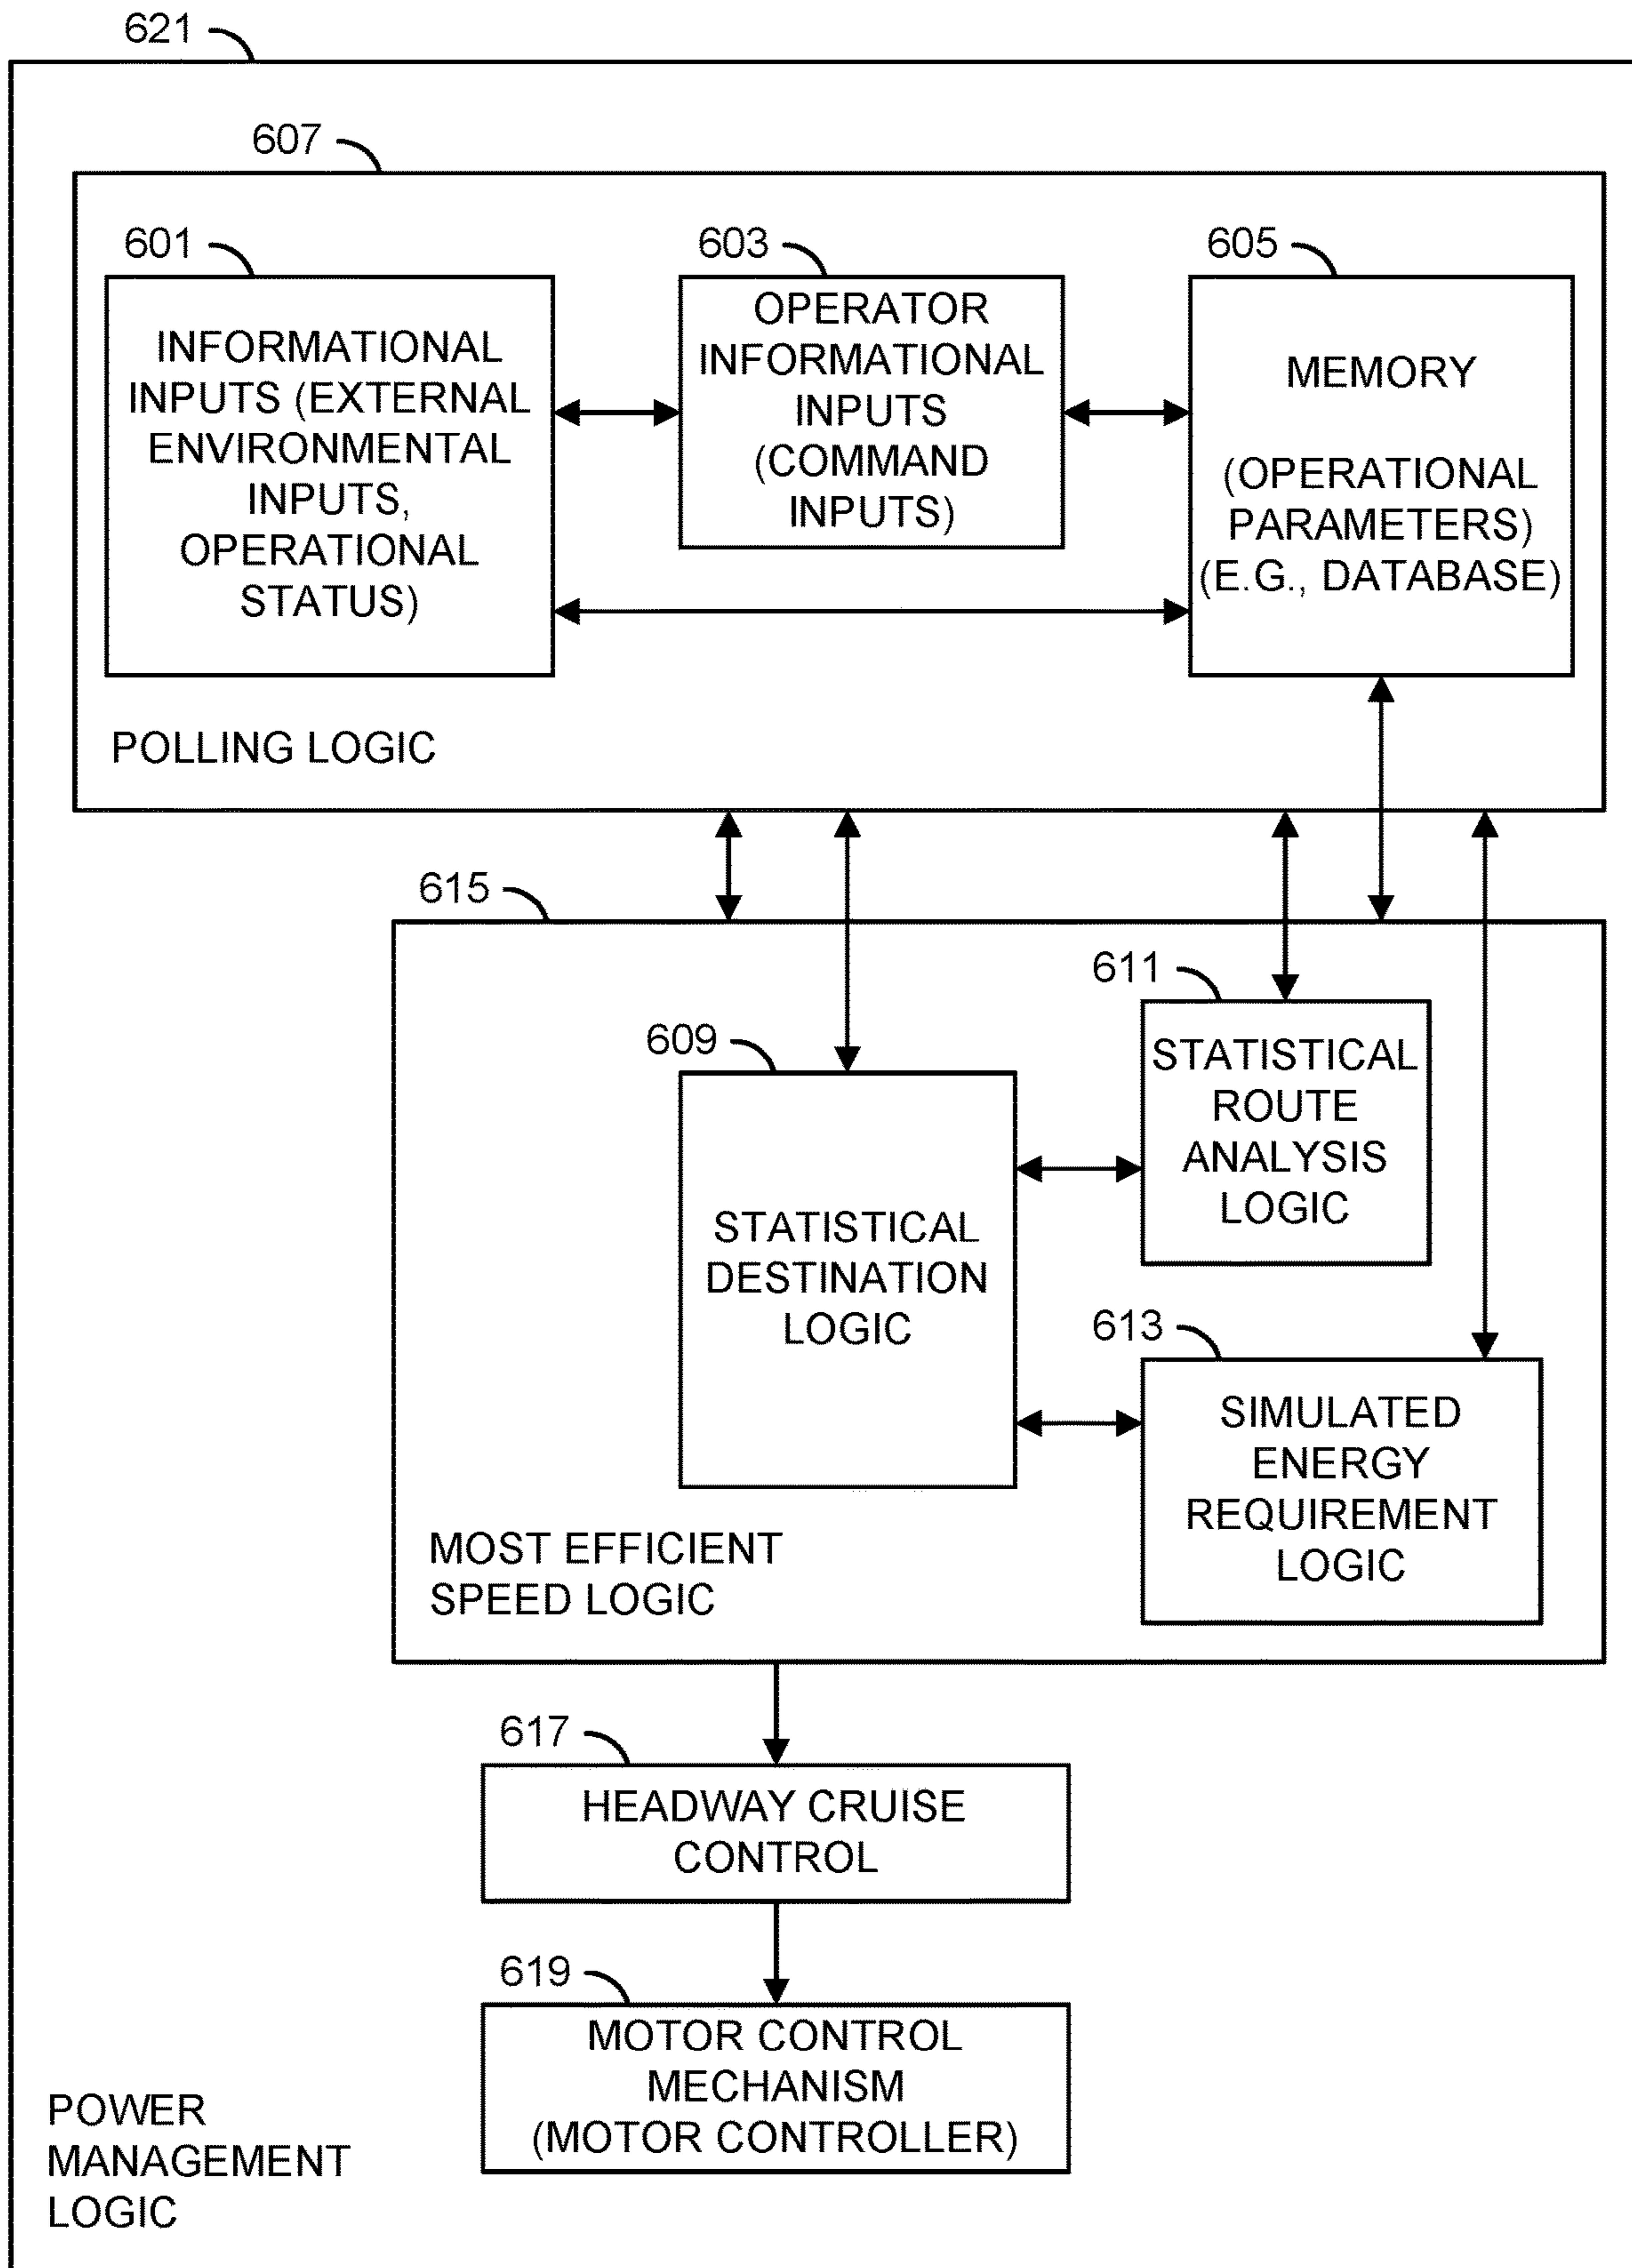 621
607
601
603
605
INFORMATIONAL
INPUTS (EXTERNAL
ENVIRONMENTAL
INPUTS,
OPERATIONAL
STATUS)
OPERATOR
INFORMATIONAL
INPUTS
(COMMAND
INPUTS)
MEMORY
(OPERATIONAL
PARAMETERS)
(E.G., DATABASE)
POLLING LOGIC
615
611
609
STATISTICAL
ROUTE
ANALYSIS
LOGIC
STATISTICAL
DESTINATION
LOGIC
613
SIMULATED
ENERGY
REQUIREMENT
LOGIC
MOST EFFICIENT
SPEED LOGIC
617
HEADWAY CRUISE
CONTROL
619
MOTOR CONTROL
MECHANISM
(MOTOR CONTROLLER)
POWER
MANAGEMENT
LOGIC